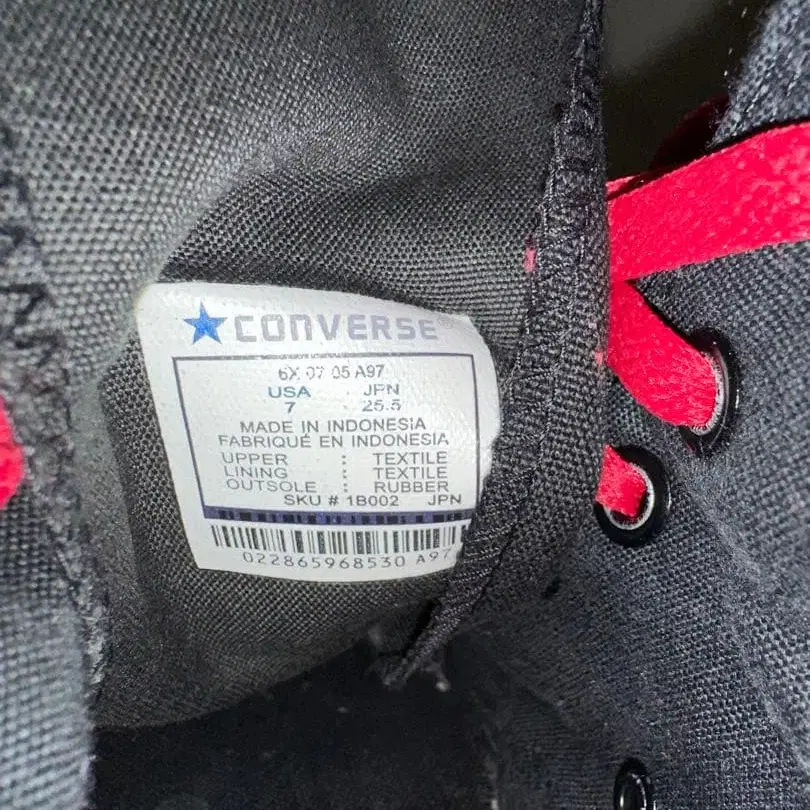 CONVERSE®
6X 07 05 A97
USA JPN
7 25.5
MADE IN INDONESIA
FABRIQUÉ EN INDONESIA
UPPER : TEXTILE
LINING : TEXTILE
OUTSOLE : RUBBER
SKU # 1B002 JPN
022865968530 A97